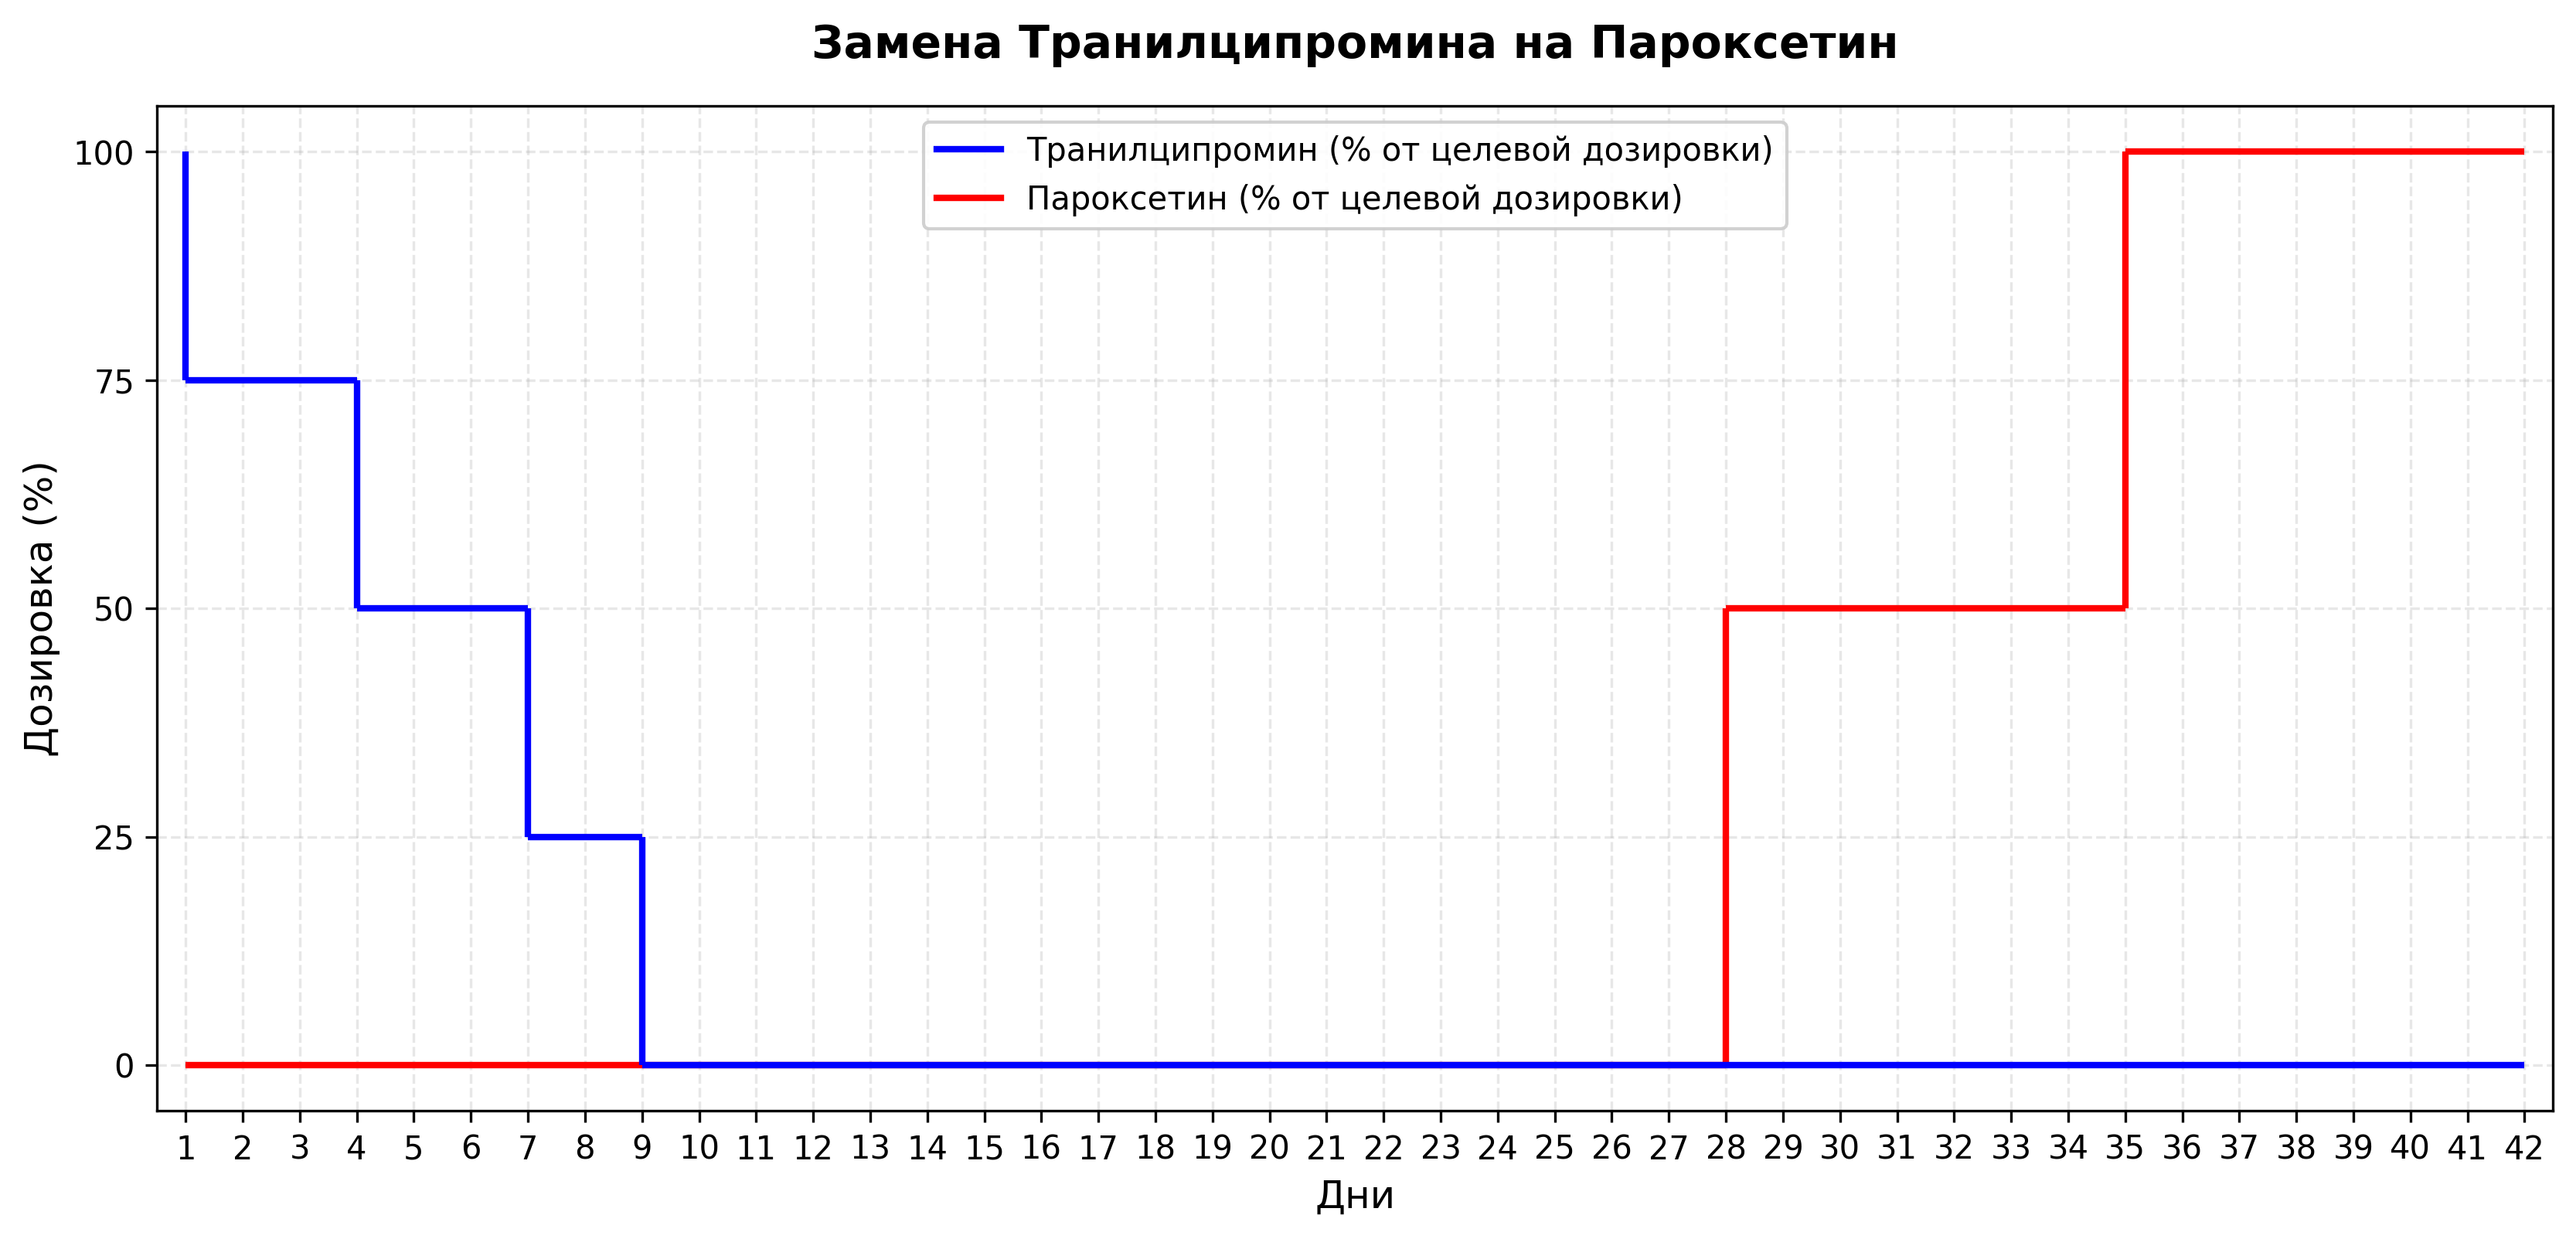 Замена Транилципромина на Пароксетин
Транилципромин (% от целевой дозировки)
Пароксетин (% от целевой дозировки)
Дозировка (%)
100
75
50
25
0
1 2 3 4 5 6 7 8 9 10 11 12 13 14 15 16 17 18 19 20 21 22 23 24 25 26 27 28 29 30 31 32 33 34 35 36 37 38 39 40 41 42
Дни